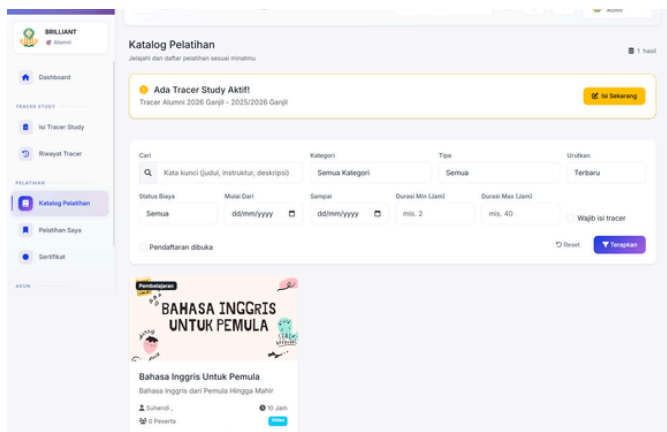 BRILLIANT
Alumni
Alumni
Dashboard
TRACER STUDY
Isi Tracer Study
Riwayat Tracer
PELATIHAN
Katalog Pelatihan
Pelatihan Saya
Sertifikat
AKUN
Katalog Pelatihan
Jelajahi dan daftar pelatihan sesuai minatmu
1 hasil
Ada Tracer Study Aktif!
Tracer Alumni 2026 Ganjil - 2025/2026 Ganjil
Isi Sekarang
Cari Kategori Tipe Urutkan
Kata kunci (judul, instruktur, deskripsi) Semua Kategori Semua Terbaru
Status Biaya Mulai Dari Sampai Durasi Min (Jam) Durasi Max (Jam)
Semua dd/mm/yyyy dd/mm/yyyy mis. 2 mis. 40 Wajib isi tracer
Pendaftaran dibuka Reset Terapkan
Pembelajaran
BAHASA INGGRIS
UNTUK PEMULA
Bahasa Inggris Untuk Pemula
Bahasa Inggris dari Pemula Hingga Mahir
Suhendi , 10 Jam
0 Peserta Video